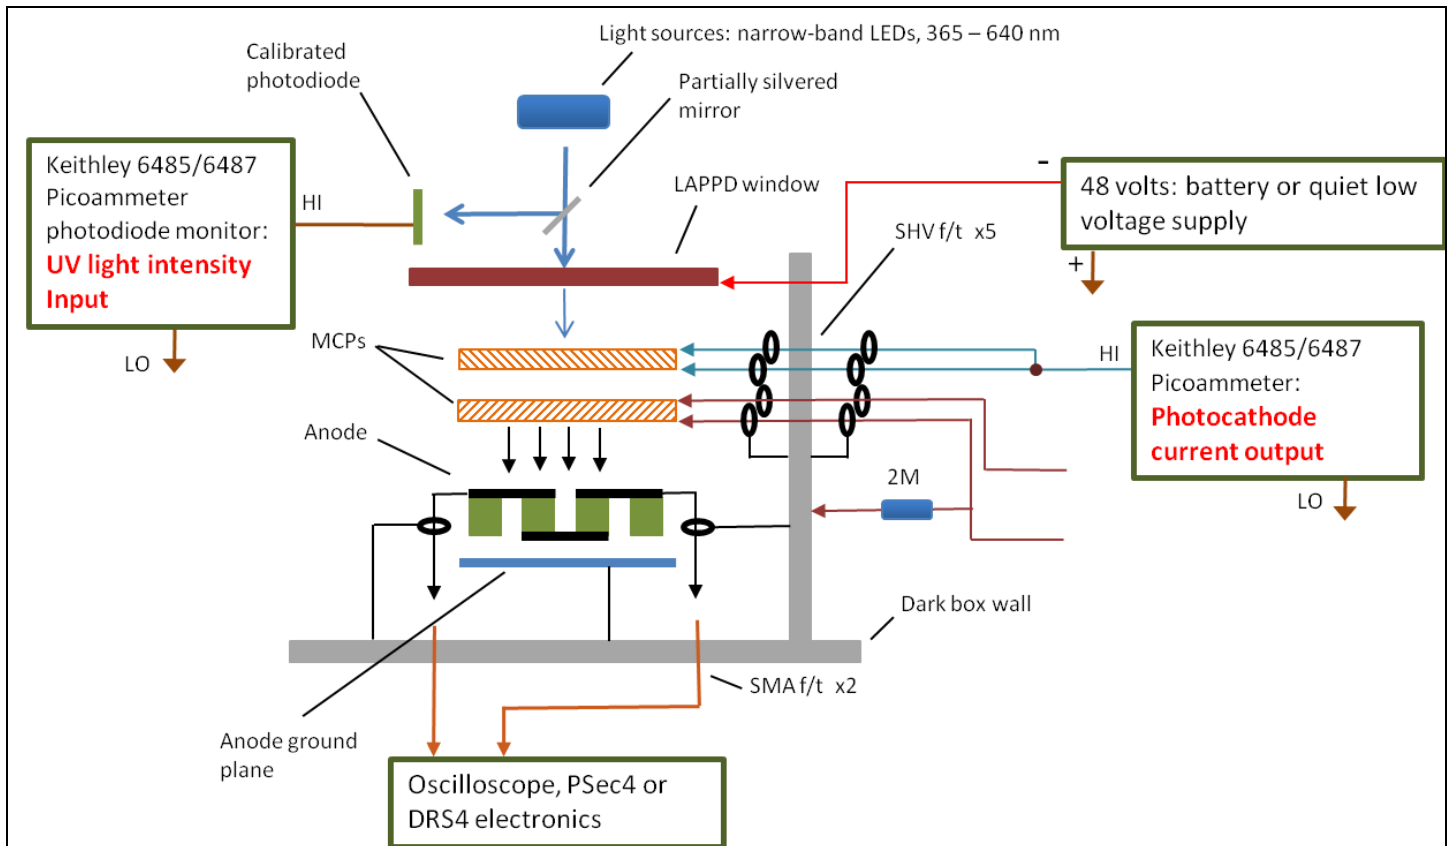 Light sources: narrow-band LEDs, 365 – 640 nm
Calibrated
photodiode
Partially silvered
mirror
Keithley 6485/6487
Picoammeter
photodiode monitor:
UV light intensity
Input
HI
LO
LAPPD window
-
48 volts: battery or quiet low
voltage supply
+
SHV f/t x5
MCPs
HI
Keithley 6485/6487
Picoammeter:
Photocathode
current output
LO
Anode
2M
Dark box wall
SMA f/t x2
Anode ground
plane
Oscilloscope, PSec4 or
DRS4 electronics